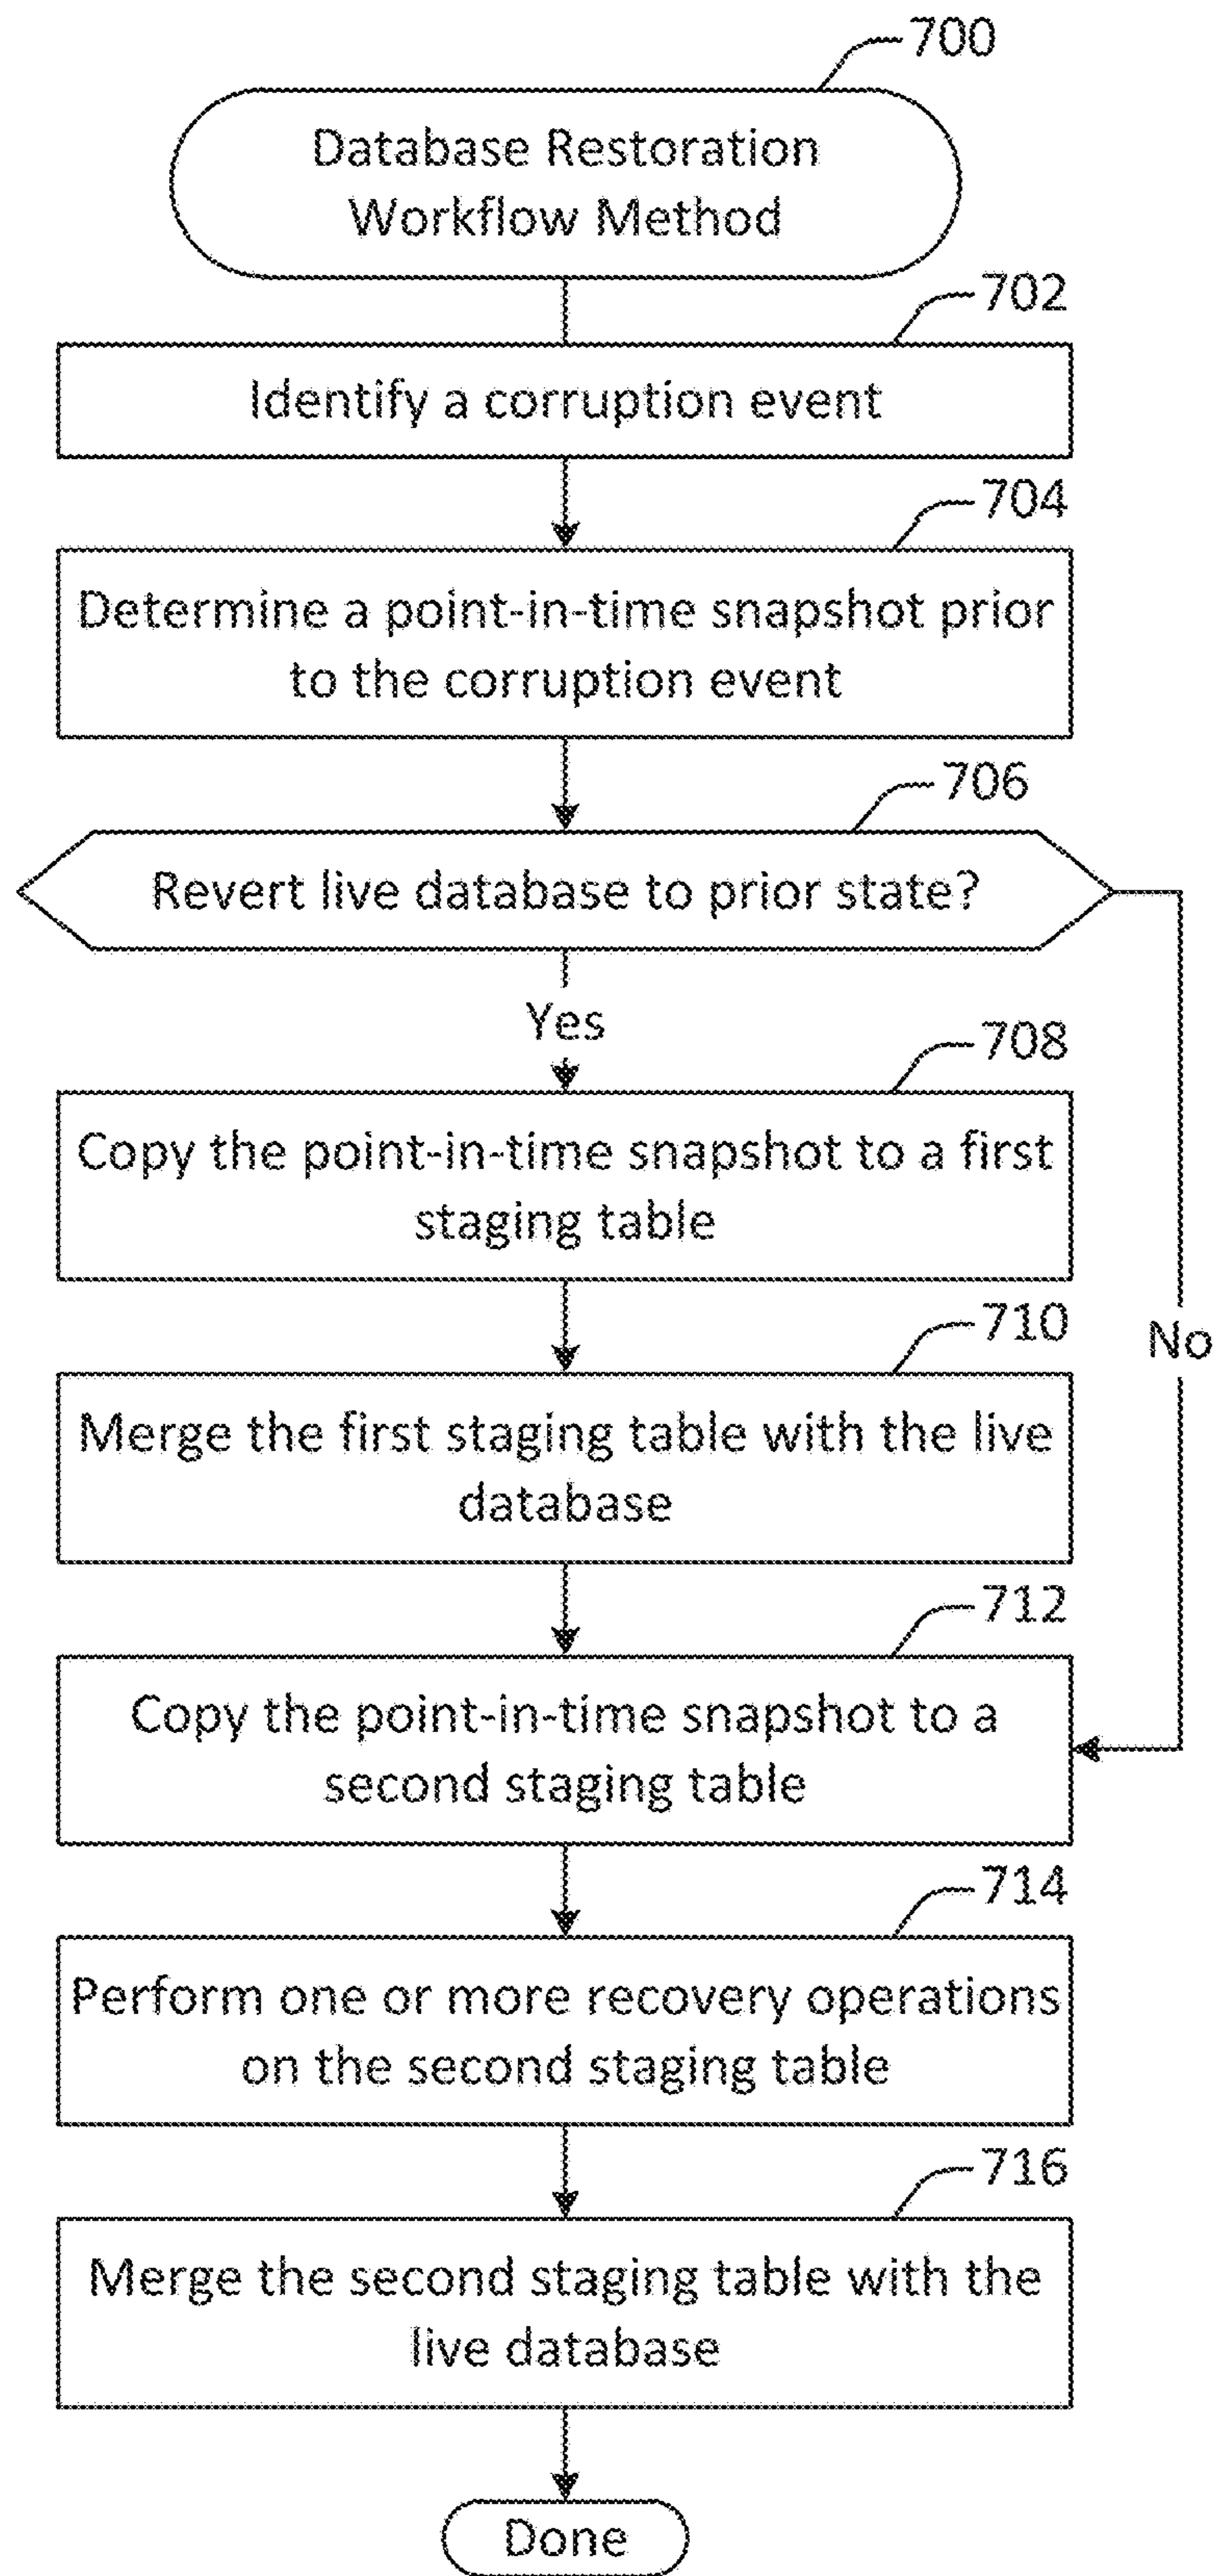 700
Database Restoration
Workflow Method
702
Identify a corruption event
704
Determine a point-in-time snapshot prior
to the corruption event
706
Revert live database to prior state?
Yes
708
Copy the point-in-time snapshot to a first
staging table
710
No
Merge the first staging table with the live
database
712
Copy the point-in-time snapshot to a
second staging table
714
Perform one or more recovery operations
on the second staging table
716
Merge the second staging table with the
live database
Done